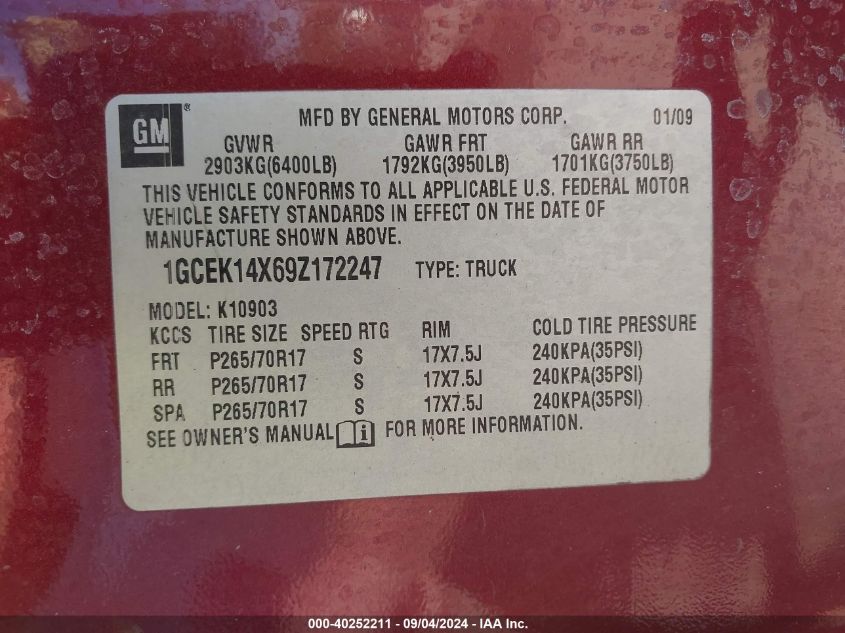 GM ® MFD BY GENERAL MOTORS CORP. 01/09
GVWR GAWR FRT GAWR RR
2903KG(6400LB) 1792KG(3950LB) 1701KG(3750LB)
THIS VEHICLE CONFORMS TO ALL APPLICABLE U.S. FEDERAL MOTOR
VEHICLE SAFETY STANDARDS IN EFFECT ON THE DATE OF
MANUFACTURE SHOWN ABOVE.
1GCEK14X69Z172247 TYPE: TRUCK
MODEL: K10903
KCCS TIRE SIZE SPEED RTG RIM COLD TIRE PRESSURE
FRT P265/70R17 S 17X7.5J 240KPA(35PSI)
RR P265/70R17 S 17X7.5J 240KPA(35PSI)
SPA P265/70R17 S 17X7.5J 240KPA(35PSI)
SEE OWNER'S MANUAL i FOR MORE INFORMATION.
000-40252211 - 09/04/2024 - IAA Inc.